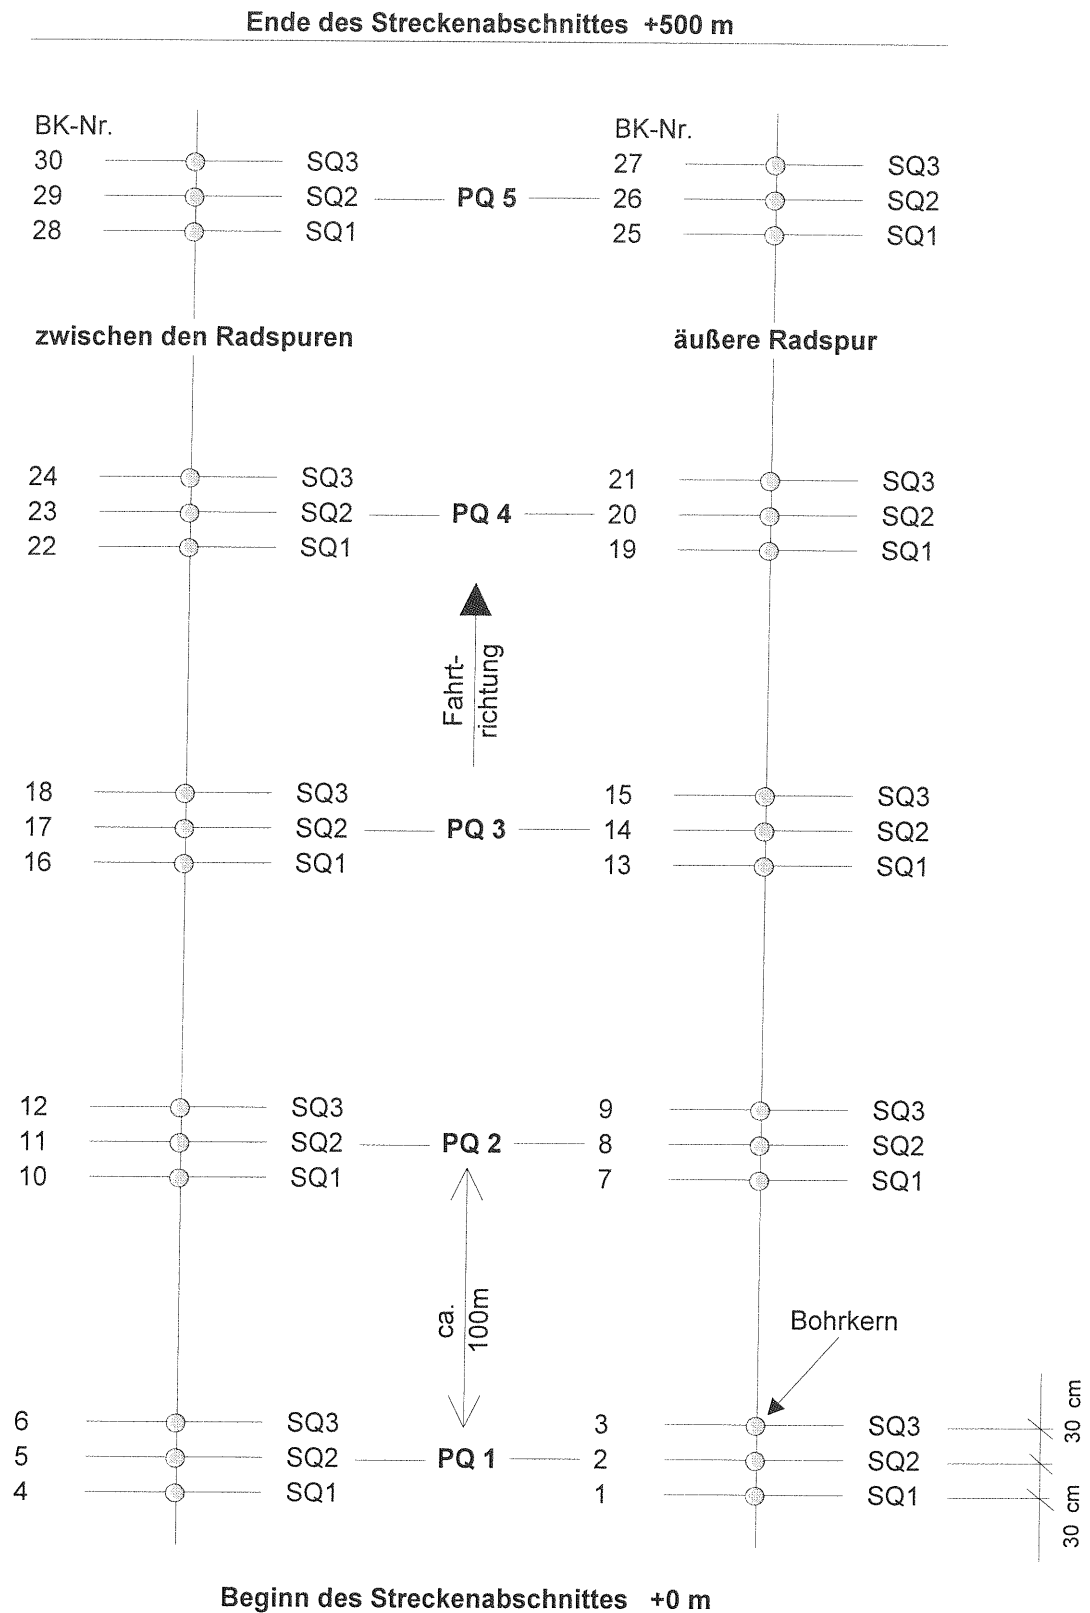 Ende des Streckenabschnittes +500 m
BK-Nr. BK-Nr.
30 SQ3 27 SQ3
29 SQ2 PQ 5 26 SQ2
28 SQ1 25 SQ1
zwischen den Radspuren äußere Radspur
24 SQ3 21 SQ3
23 SQ2 PQ 4 20 SQ2
22 SQ1 19 SQ1
Fahrt-
richtung
18 SQ3 15 SQ3
17 SQ2 PQ 3 14 SQ2
16 SQ1 13 SQ1
12 SQ3 9 SQ3
11 SQ2 PQ 2 8 SQ2
10 SQ1 7 SQ1
ca.
100m
Bohrkern
6 SQ3 3 SQ3 30 cm
5 SQ2 PQ 1 2 SQ2
4 SQ1 1 SQ1 30 cm
Beginn des Streckenabschnittes +0 m